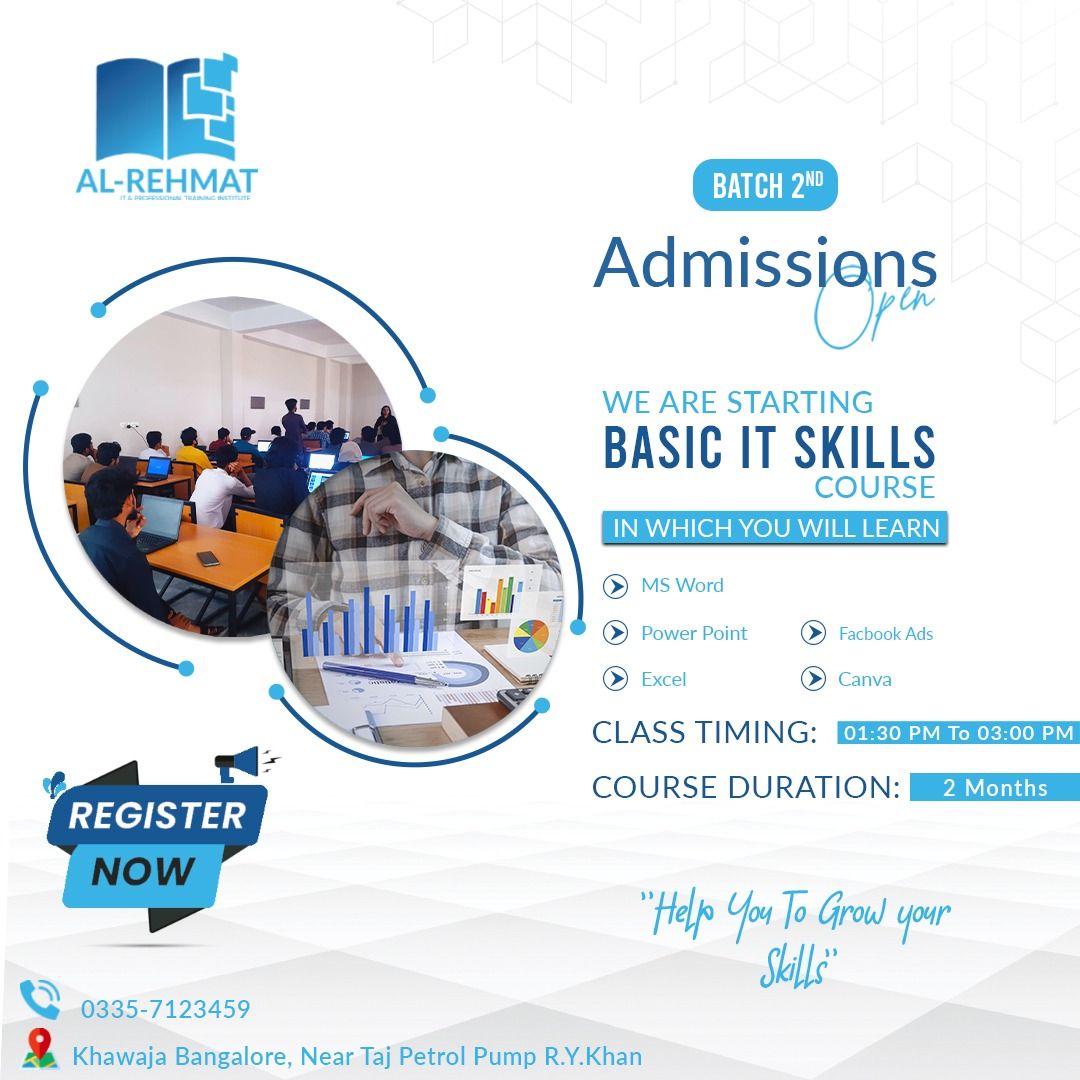 AL-REHMAT
IT & PROFESSIONAL TRAINING INSTITUTE
BATCH 2ND
Admissions
Open
WE ARE STARTING
BASIC IT SKILLS
COURSE
IN WHICH YOU WILL LEARN
MS Word
Power Point
Facbook Ads
Excel
Canva
CLASS TIMING: 01:30 PM To 03:00 PM
COURSE DURATION: 2 Months
REGISTER
NOW
"Help You To Grow your
Skills"
0335-7123459
Khawaja Bangalore, Near Taj Petrol Pump R.Y.Khan